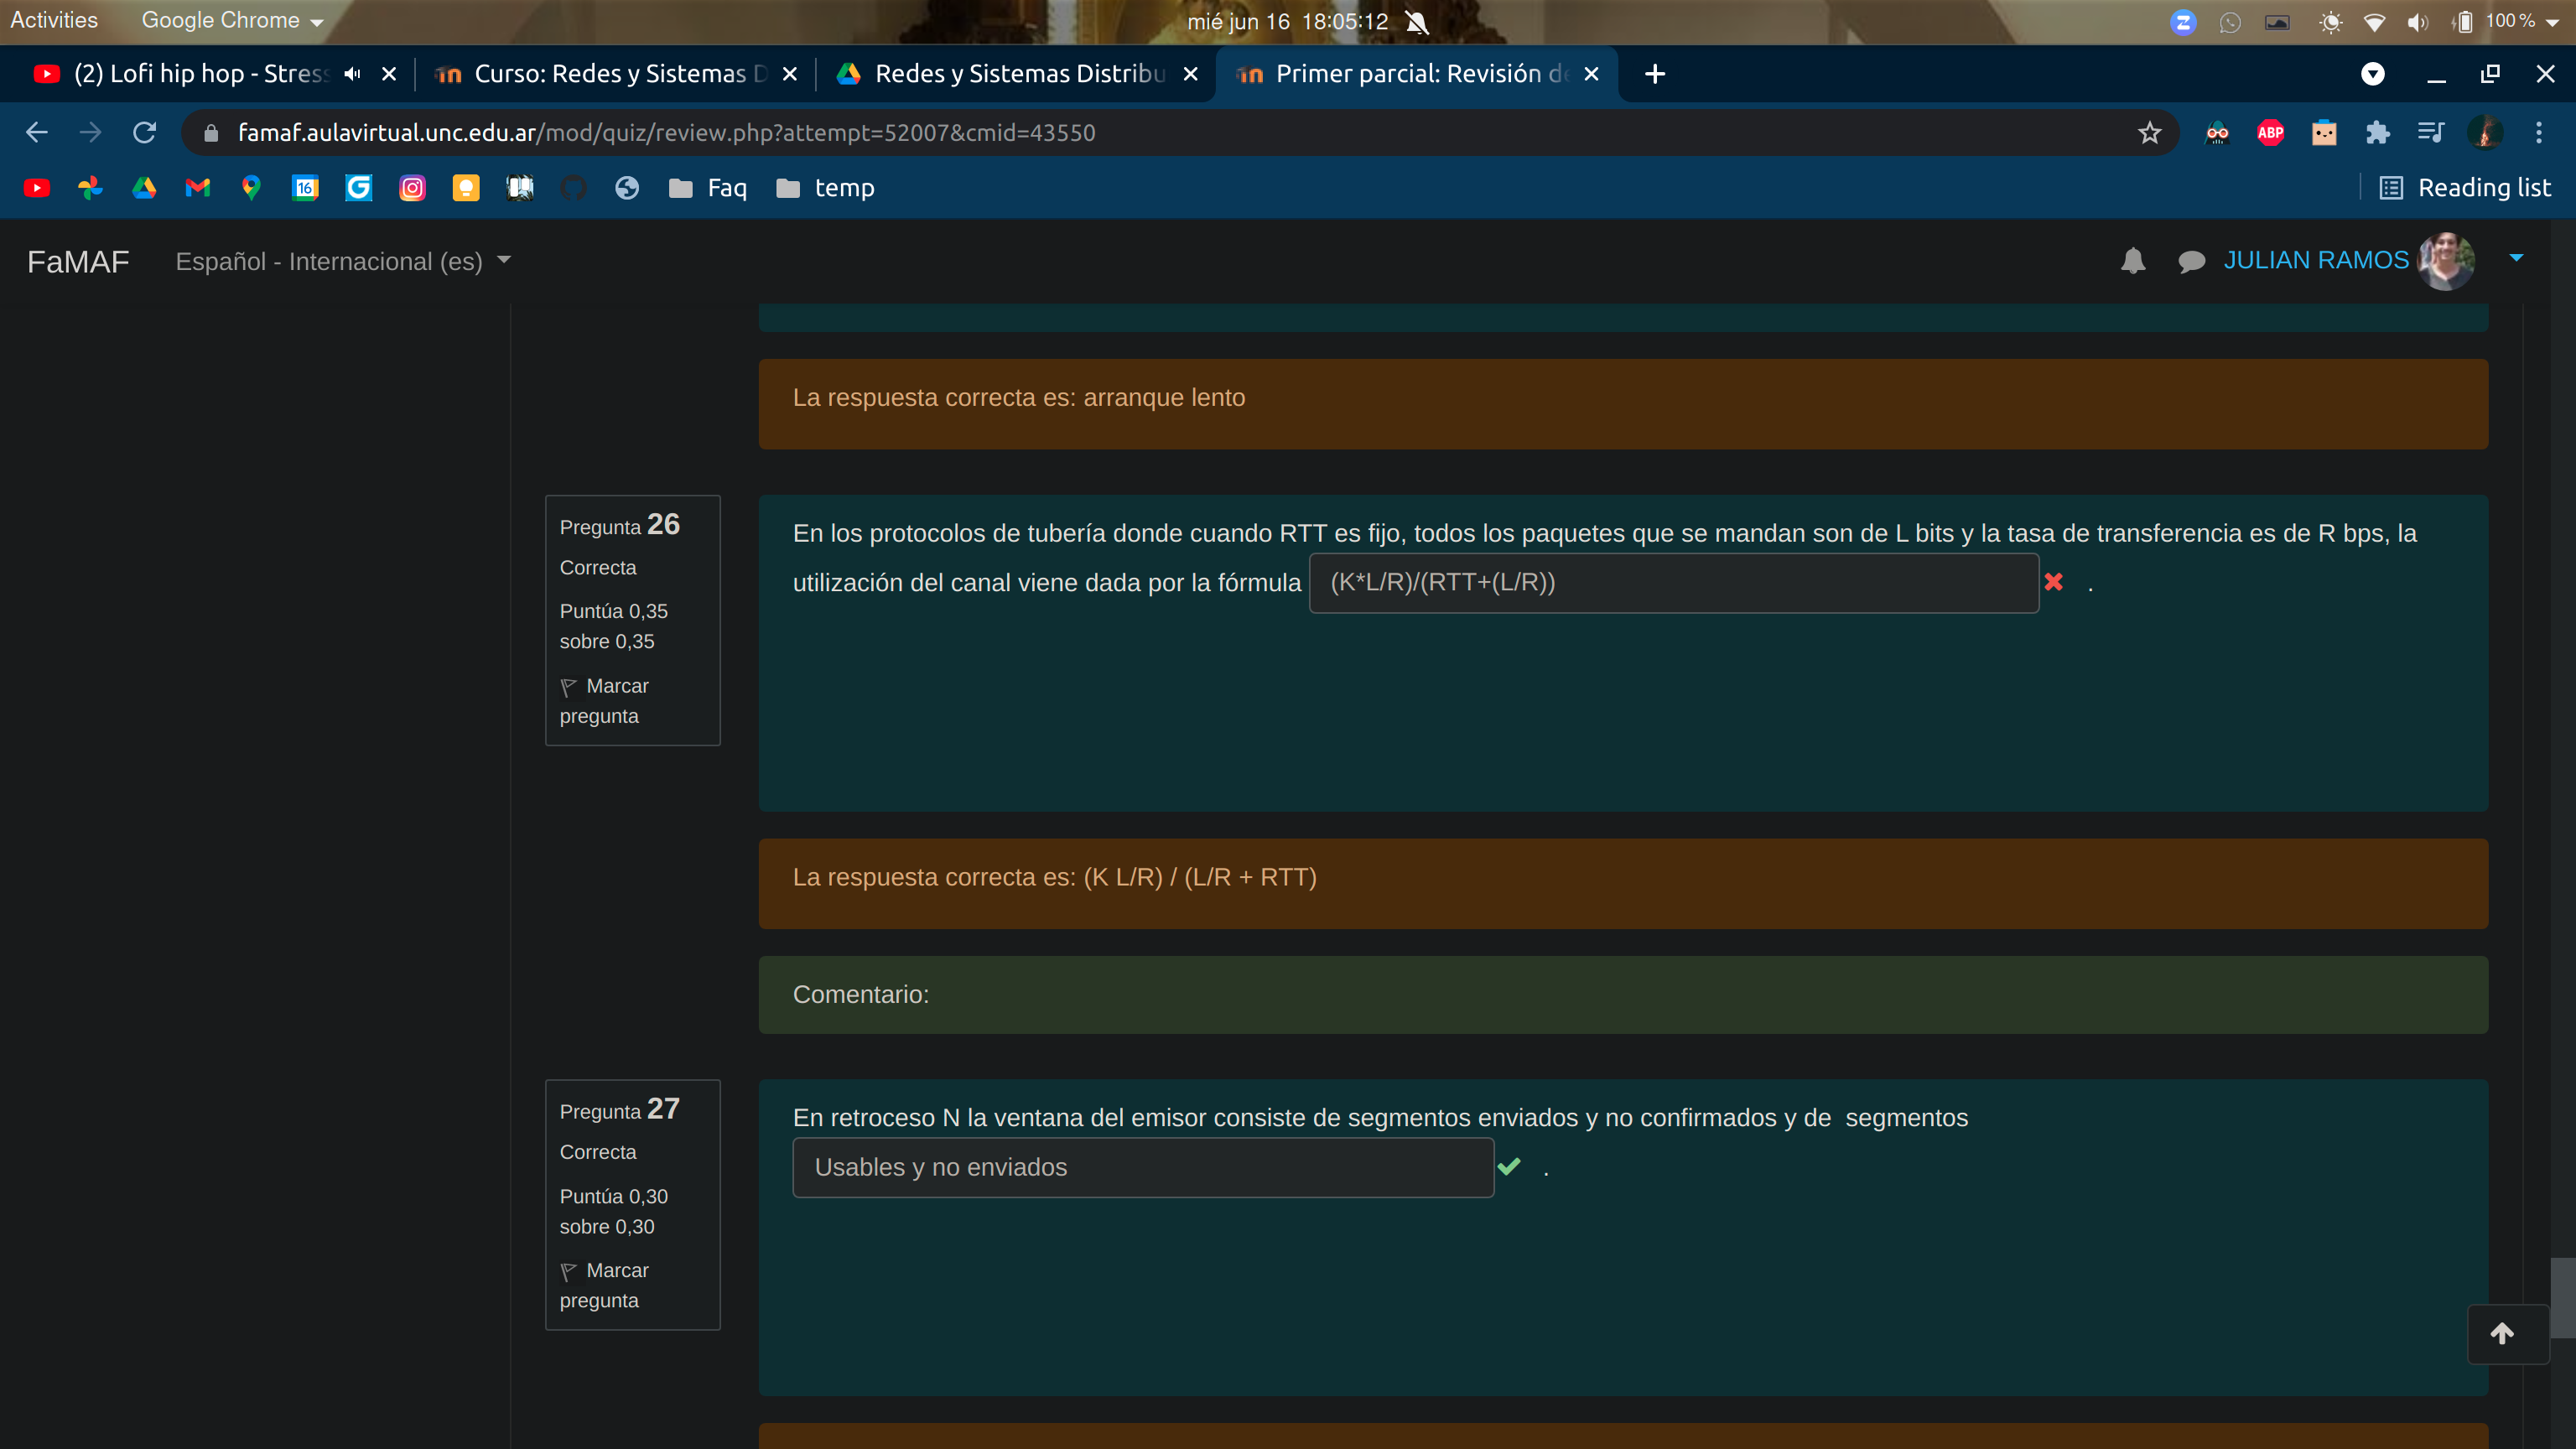 Activities Google Chrome mié jun 16 18:05:12 100 %
(2) Lofi hip hop - Stress Curso: Redes y Sistemas D Redes y Sistemas Distribu Primer parcial: Revisión de
famaf.aulavirtual.unc.edu.ar/mod/quiz/review.php?attempt=52007&cmid=43550 ABP
16 Faq temp Reading list
FaMAF Español - Internacional (es) JULIAN RAMOS
La respuesta correcta es: arranque lento
Pregunta 26
Correcta
Puntúa 0,35
sobre 0,35
Marcar
pregunta
En los protocolos de tubería donde cuando RTT es fijo, todos los paquetes que se mandan son de L bits y la tasa de transferencia es de R bps, la
utilización del canal viene dada por la fórmula (K*L/R)/(RTT+(L/R)) .
La respuesta correcta es: (K L/R) / (L/R + RTT)
Comentario:
Pregunta 27
Correcta
Puntúa 0,30
sobre 0,30
Marcar
pregunta
En retroceso N la ventana del emisor consiste de segmentos enviados y no confirmados y de  segmentos
Usables y no enviados .